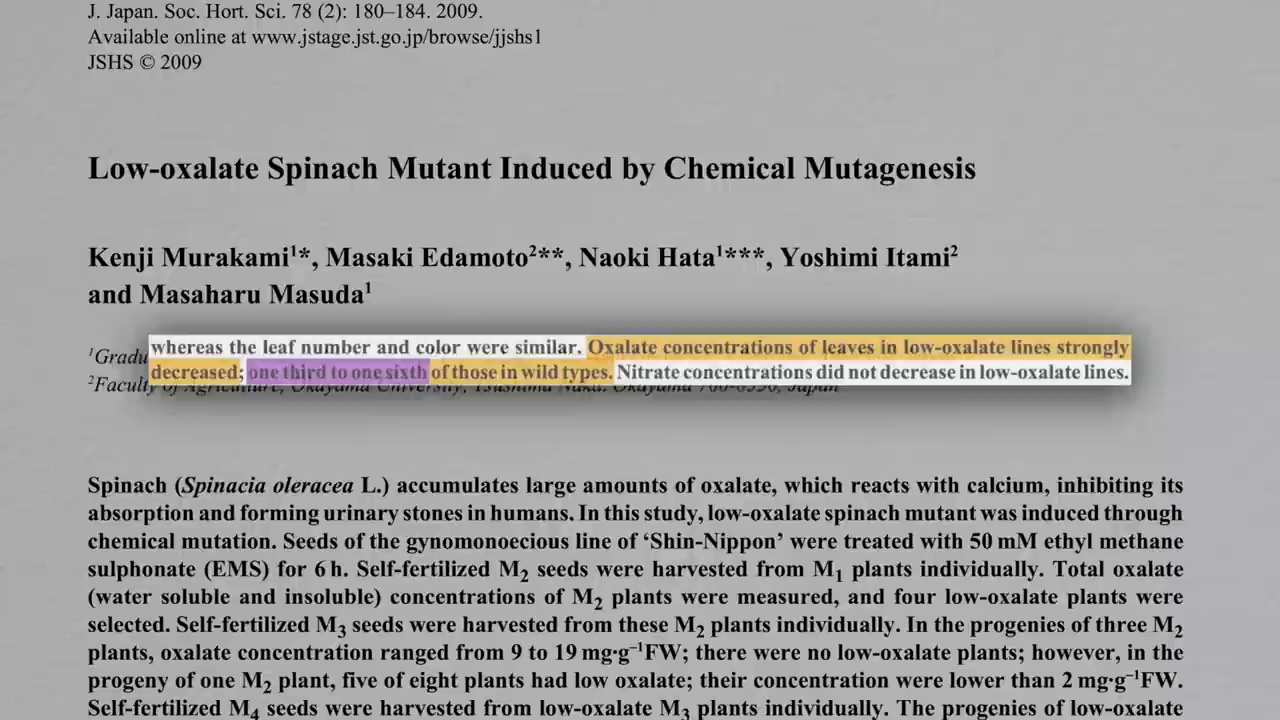 J. Japan. Soc. Hort. Sci. 78 (2): 180–184. 2009.
Available online at www.jstage.jst.go.jp/browse/jjshs1
JSHS © 2009
Low-oxalate Spinach Mutant Induced by Chemical Mutagenesis
Kenji Murakami¹*, Masaki Edamoto²**, Naoki Hata¹***, Yoshimi Itami²
and Masaharu Masuda¹
whereas the leaf number and color were similar. Oxalate concentrations of leaves in low-oxalate lines strongly
¹Gradu
decreased; one third to one sixth of those in wild types. Nitrate concentrations did not decrease in low-oxalate lines.
²Faculty of Agriculture, Okayama University, Tsushima Naka. Okayama 700-8530, Japan
Spinach (Spinacia oleracea L.) accumulates large amounts of oxalate, which reacts with calcium, inhibiting its
absorption and forming urinary stones in humans. In this study, low-oxalate spinach mutant was induced through
chemical mutation. Seeds of the gynomonoecious line of ‘Shin-Nippon’ were treated with 50 mM ethyl methane
sulphonate (EMS) for 6 h. Self-fertilized M₂ seeds were harvested from M₁ plants individually. Total oxalate
(water soluble and insoluble) concentrations of M₂ plants were measured, and four low-oxalate plants were
selected. Self-fertilized M₃ seeds were harvested from these M₂ plants individually. In the progenies of three M₂
plants, oxalate concentration ranged from 9 to 19 mg·g⁻¹FW; there were no low-oxalate plants; however, in the
progeny of one M₂ plant, five of eight plants had low oxalate; their concentration were lower than 2 mg·g⁻¹FW.
Self-fertilized M₄ seeds were harvested from low-oxalate M₃ plants individually. The progenies of low-oxalate